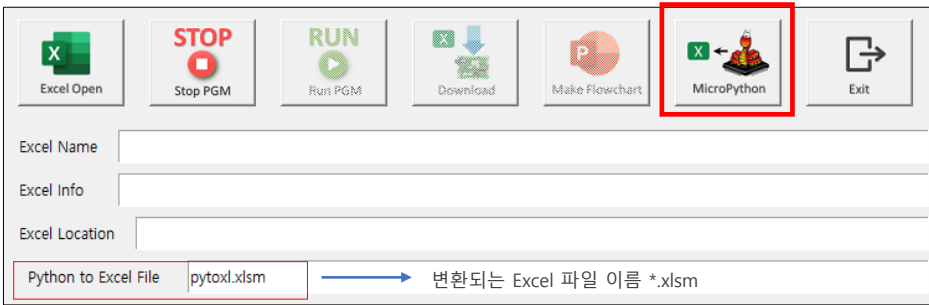 STOP
RUN
Excel Open
Stop PGM
Run PGM
Download
Make Flowchart
MicroPython
Exit
Excel Name
Excel Info
Excel Location
Python to Excel File
pytoxl.xlsm
변환되는 Excel 파일 이름 *.xlsm